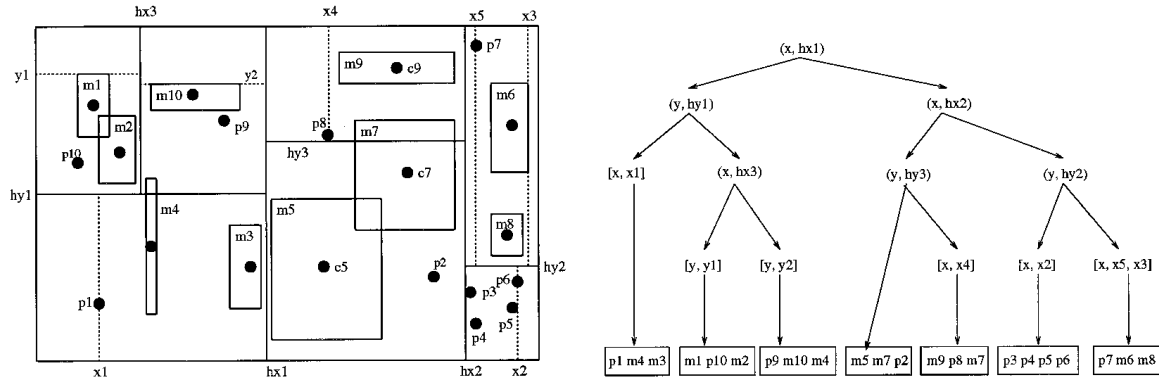 hx3 x4 x5 x3
p7
y1 m1 y2 m9 c9
m10 m6
m2 p9 p8 m7
p10 hy3
c7
hy1
m4 m5 m8
m3
c5 p2 p6 hy2
p1 p3
p5
p4
x1 hx1 hx2 x2
(x, hx1)
(y, hy1) (x, hx2)
[x, x1] (x, hx3) (y, hy3) (y, hy2)
[y, y1] [y, y2] [x, x4] [x, x2] [x, x5, x3]
p1 m4 m3 m1 p10 m2 p9 m10 m4 m5 m7 p2 m9 p8 m7 p3 p4 p5 p6 p7 m6 m8